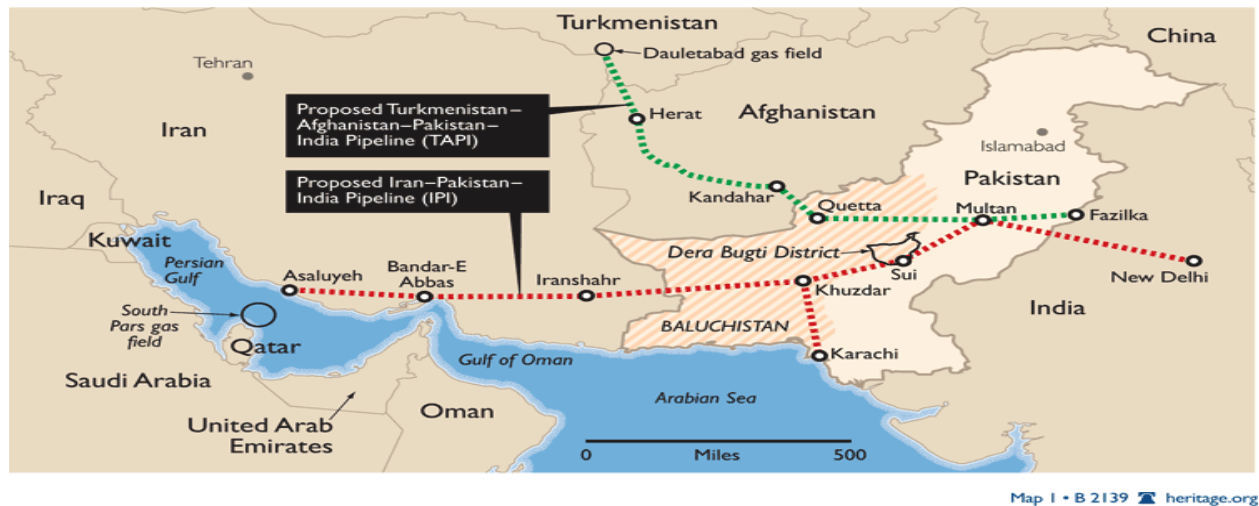 Turkmenistan
China
Dauletabad gas field
Tehran
Proposed Turkmenistan–
Afghanistan–Pakistan–
India Pipeline (TAPI)
Herat
Afghanistan
Iran
Islamabad
Proposed Iran–Pakistan–
India Pipeline (IPI)
Pakistan
Iraq
Kandahar
Quetta
Multan
Fazilka
Kuwait
Persian
Gulf
Dera Bugti District
Asaluyeh
Bandar-E
Abbas
Iranshahr
Sui
New Delhi
Khuzdar
South
Pars gas
field
India
BALUCHISTAN
Qatar
Karachi
Gulf of Oman
Saudi Arabia
Arabian Sea
Oman
United Arab
Emirates
0
Miles
500
Map 1 • B 2139 heritage.org